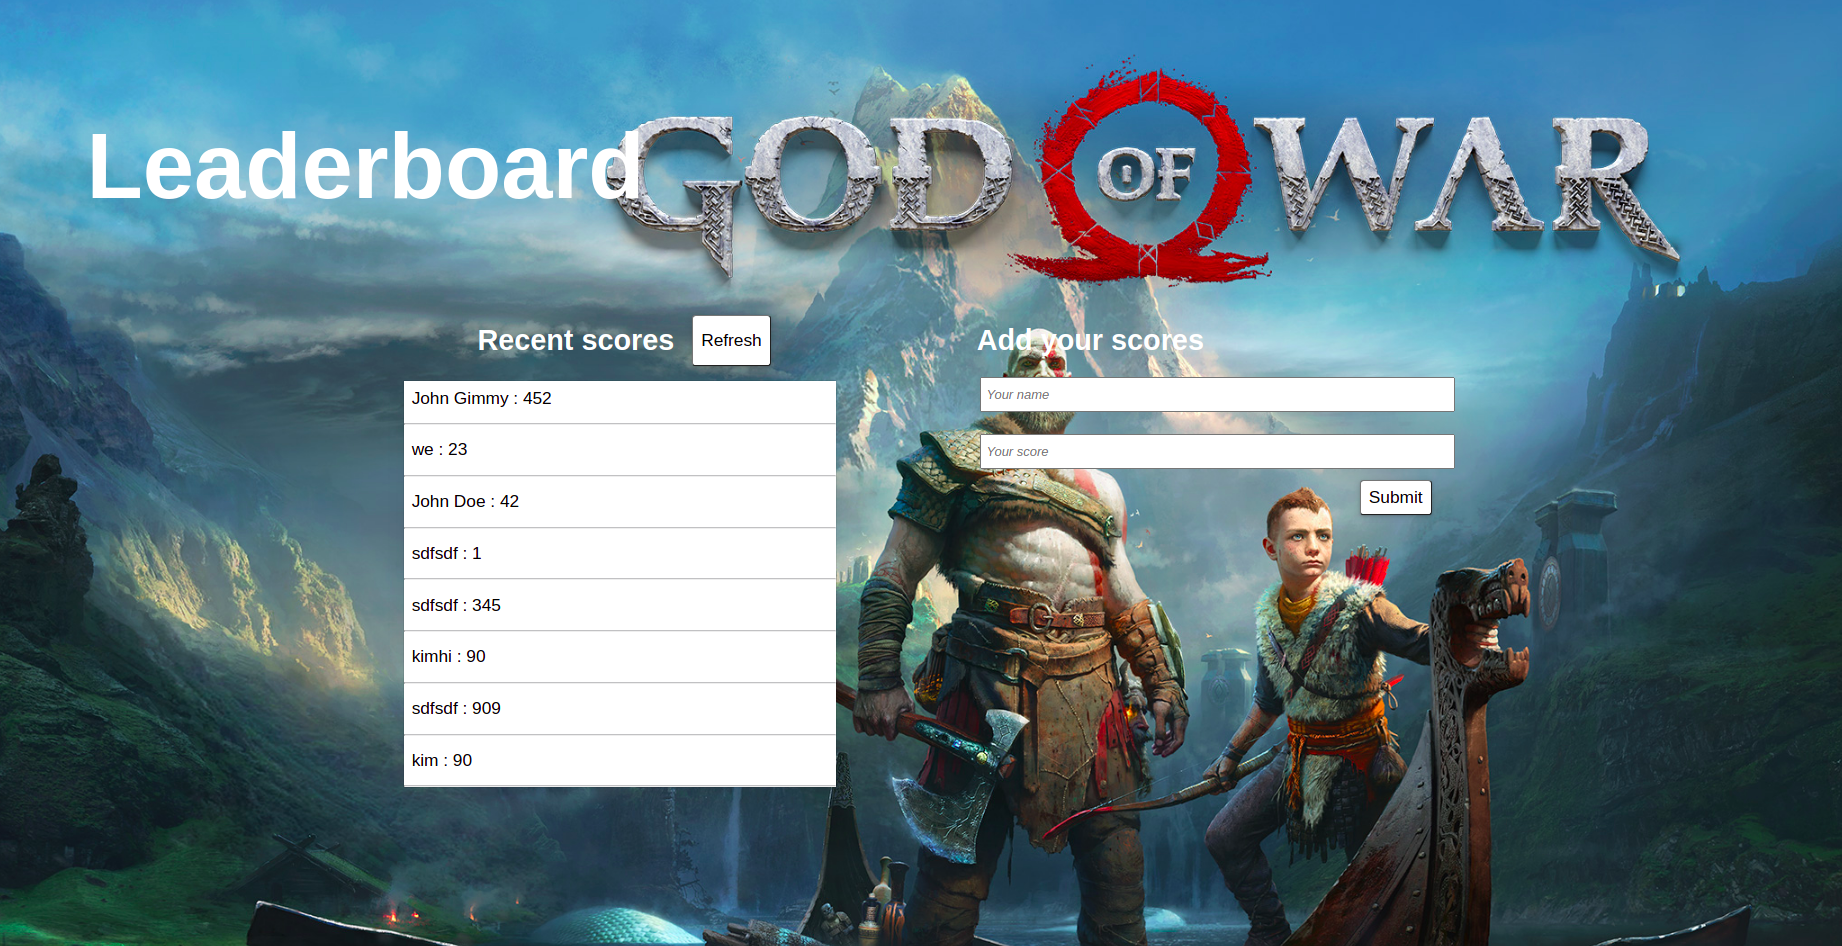 Leaderboard
GOD OF WAR
Recent scores
Refresh
John Gimmy : 452
we : 23
John Doe : 42
sdfsdf : 1
sdfsdf : 345
kimhi : 90
sdfsdf : 909
kim : 90
Add your scores
Your name
Your score
Submit